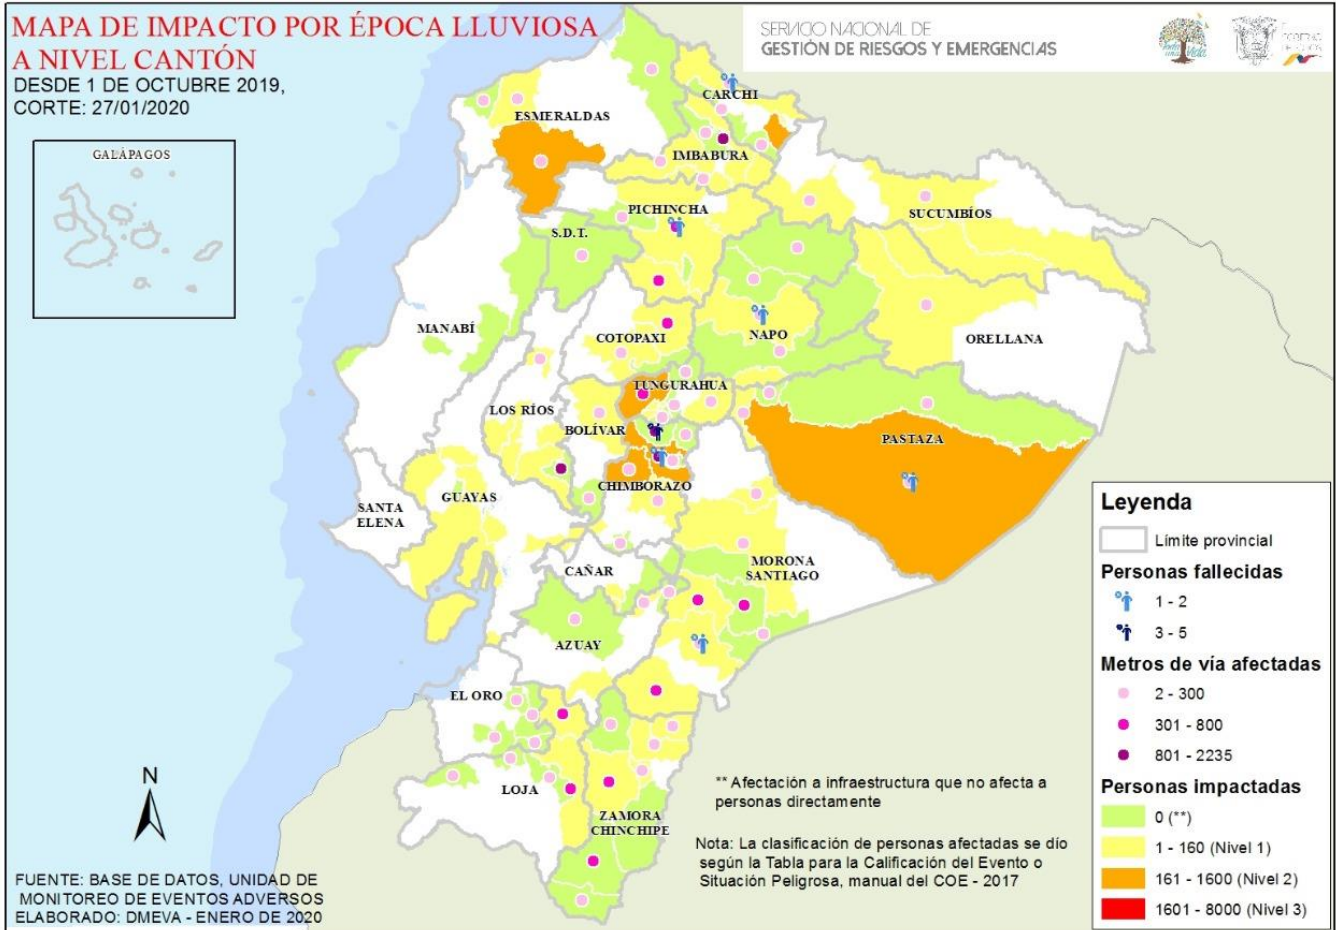 MAPA DE IMPACTO POR ÉPOCA LLUVIOSA
A NIVEL CANTÓN
DESDE 1 DE OCTUBRE 2019,
CORTE: 27/01/2020
SERVICIO NACIONAL DE
GESTIÓN DE RIESGOS Y EMERGENCIAS
GALÁPAGOS
ESMERALDAS
CARCHI
IMBABURA
PICHINCHA
SUCUMBÍOS
S.D.T.
MANABÍ
COTOPAXI
NAPO
ORELLANA
TUNGURAHUA
LOS RÍOS
BOLÍVAR
PASTAZA
CHIMBORAZO
GUAYAS
SANTA
ELENA
CAÑAR
MORONA
SANTIAGO
AZUAY
EL ORO
LOJA
ZAMORA
CHINCHIPE
N
** Afectación a infraestructura que no afecta a
personas directamente
Nota: La clasificación de personas afectadas se dío
según la Tabla para la Calificación del Evento o
Situación Peligrosa, manual del COE - 2017
FUENTE: BASE DE DATOS, UNIDAD DE
MONITOREO DE EVENTOS ADVERSOS
ELABORADO: DMEVA - ENERO DE 2020
Leyenda
Límite provincial
Personas fallecidas
1 - 2
3 - 5
Metros de vía afectadas
2 - 300
301 - 800
801 - 2235
Personas impactadas
0 (**)
1 - 160 (Nivel 1)
161 - 1600 (Nivel 2)
1601 - 8000 (Nivel 3)